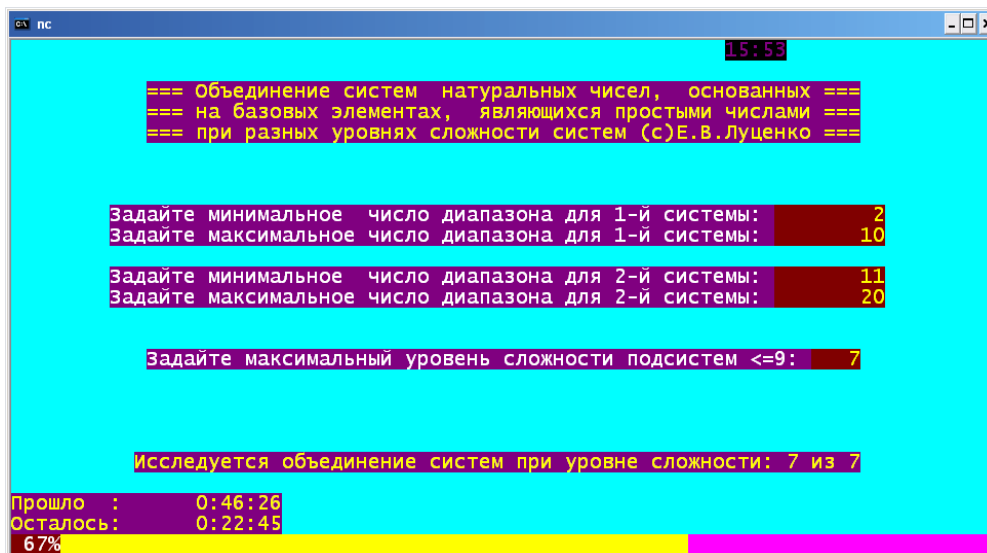 nc
15:53
=== Объединение систем натуральных чисел, основанных ===
=== на базовых элементах, являющихся простыми числами ===
=== при разных уровнях сложности систем (с)Е.В.Луценко ===
Задайте минимальное число диапазона для 1-й системы: 2
Задайте максимальное число диапазона для 1-й системы: 10
Задайте минимальное число диапазона для 2-й системы: 11
Задайте максимальное число диапазона для 2-й системы: 20
Задайте максимальный уровень сложности подсистем <=9: 7
Исследуется объединение систем при уровне сложности: 7 из 7
Прошло : 0:46:26
Осталось: 0:22:45
67%